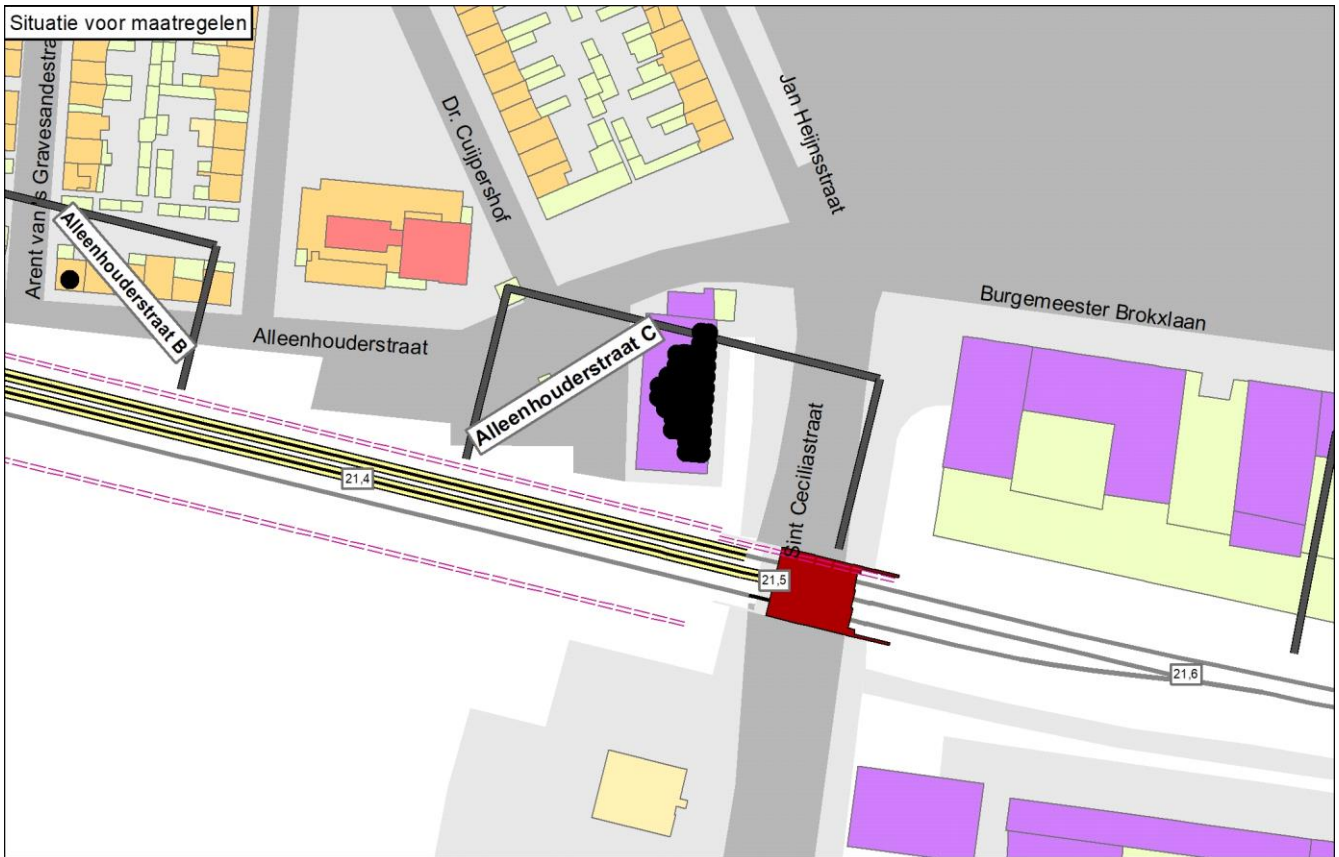 Situatie voor maatregelen
Arent van 's Gravesandestra
Dr. Cuijpershof
Jan Heijnsstraat
Alleenhouderstraat B
Alleenhouderstraat
Alleenhouderstraat C
Burgemeester Brokxlaan
Sint Ceciliastraat
21,4
21,5
21,6